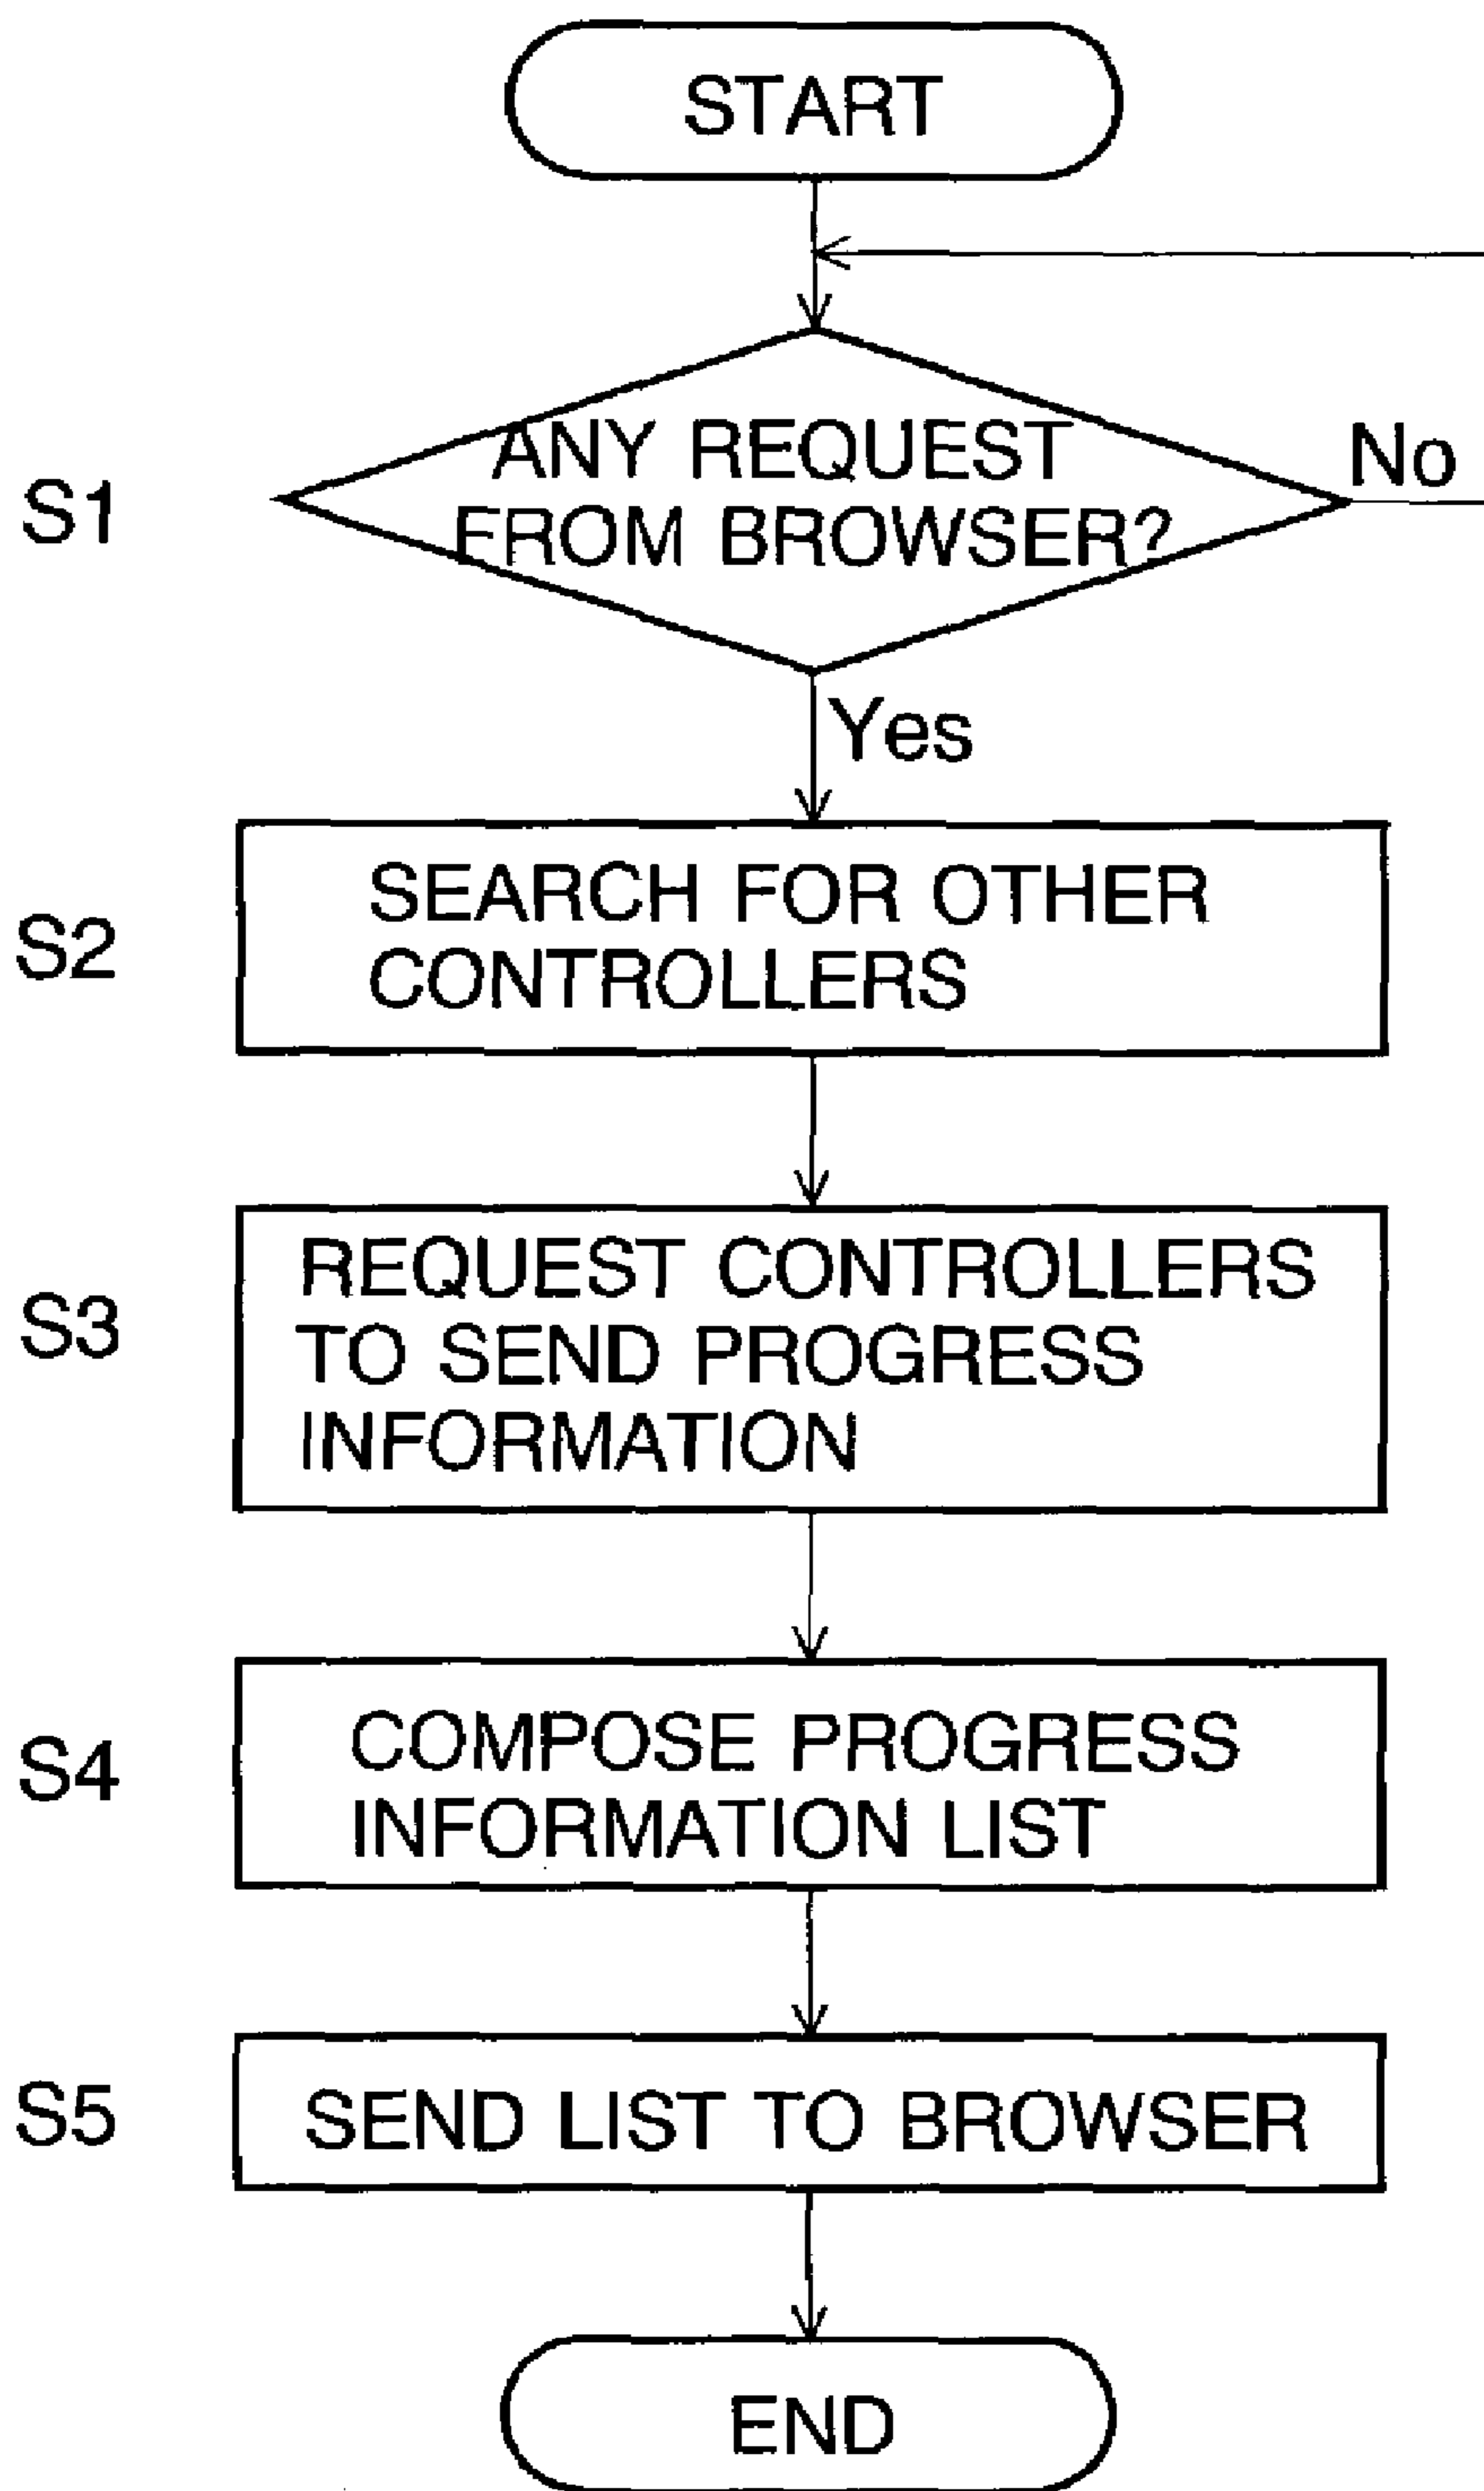 START
S1
ANY REQUEST
FROM BROWSER?
No
Yes
S2
SEARCH FOR OTHER
CONTROLLERS
S3
REQUEST CONTROLLERS
TO SEND PROGRESS
INFORMATION
S4
COMPOSE PROGRESS
INFORMATION LIST
S5
SEND LIST TO BROWSER
END